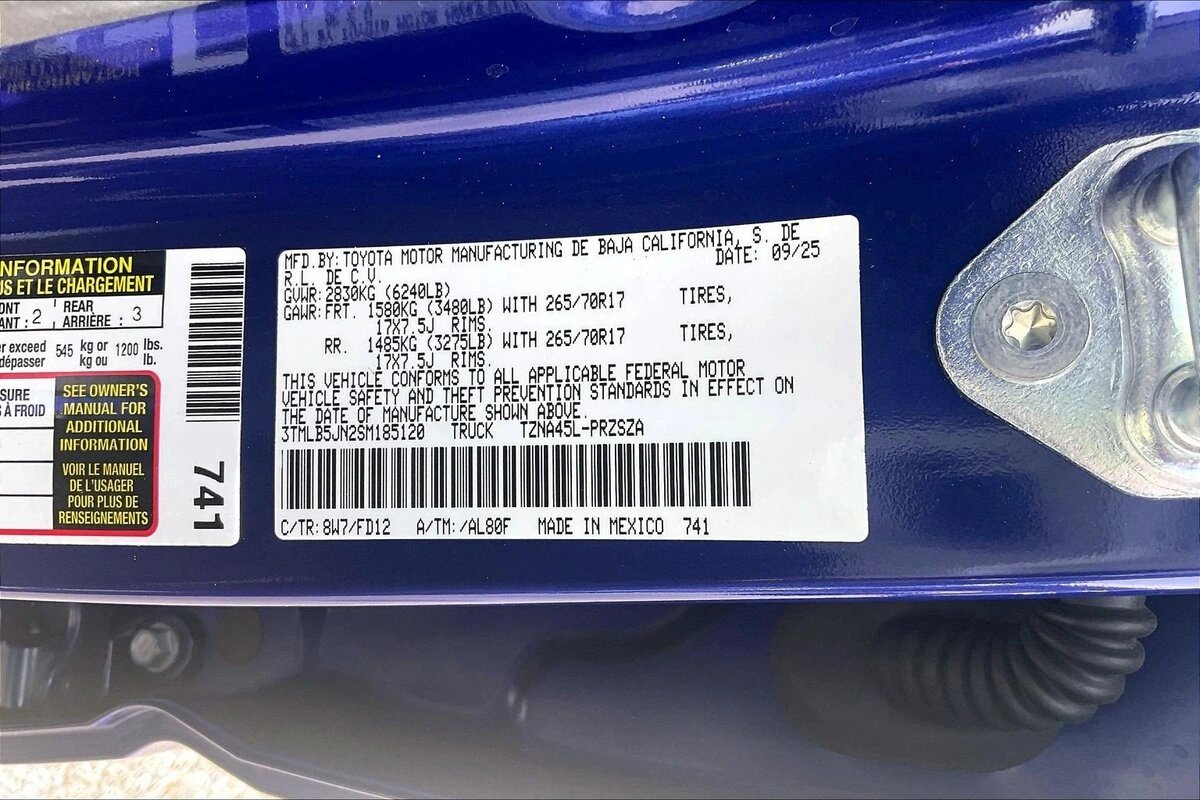 NFORMATION
US ET LE CHARGEMENT
ONT
ANT : 2
REAR
ARRIÈRE : 3
er exceed
dépasser
545
kg or
kg ou
1200
lbs.
lb.
SURE
S À FROID
SEE OWNER'S
MANUAL FOR
ADDITIONAL
INFORMATION
VOIR LE MANUEL
DE L'USAGER
POUR PLUS DE
RENSEIGNEMENTS
741
MFD.BY:TOYOTA MOTOR MANUFACTURING DE BAJA CALIFORNIA, S. DE
R.L. DE C.V. DATE: 09/25
GVWR:2830KG (6240LB)
GAWR:FRT. 1580KG (3480LB) WITH 265/70R17 TIRES,
17X7.5J RIMS.
RR. 1485KG (3275LB) WITH 265/70R17 TIRES,
17X7.5J RIMS.
THIS VEHICLE CONFORMS TO ALL APPLICABLE FEDERAL MOTOR
VEHICLE SAFETY AND THEFT PREVENTION STANDARDS IN EFFECT ON
THE DATE OF MANUFACTURE SHOWN ABOVE.
3TMLB5JN2SM185120 TRUCK TZNA45L-PRZSZA
C/TR:8W7/FD12 A/TM:/AL80F MADE IN MEXICO 741